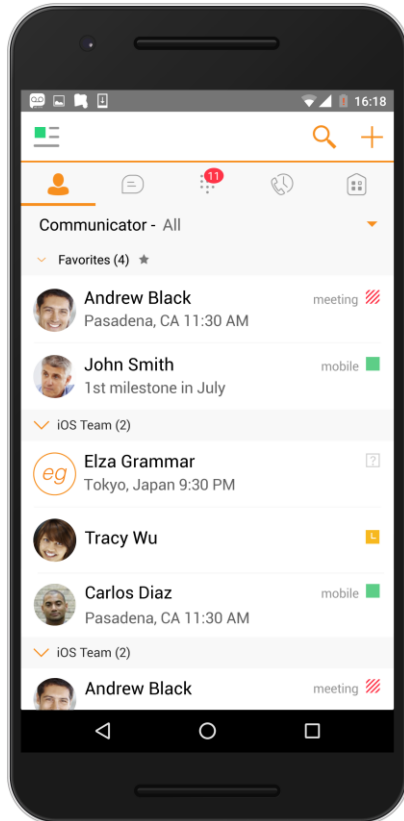 16:18
11
Communicator - All
Favorites (4)
Andrew Black
meeting
Pasadena, CA 11:30 AM
John Smith
mobile
1st milestone in July
iOS Team (2)
eg
Elza Grammar
?
Tokyo, Japan 9:30 PM
Tracy Wu
L
Carlos Diaz
mobile
Pasadena, CA 11:30 AM
iOS Team (2)
Andrew Black
meeting